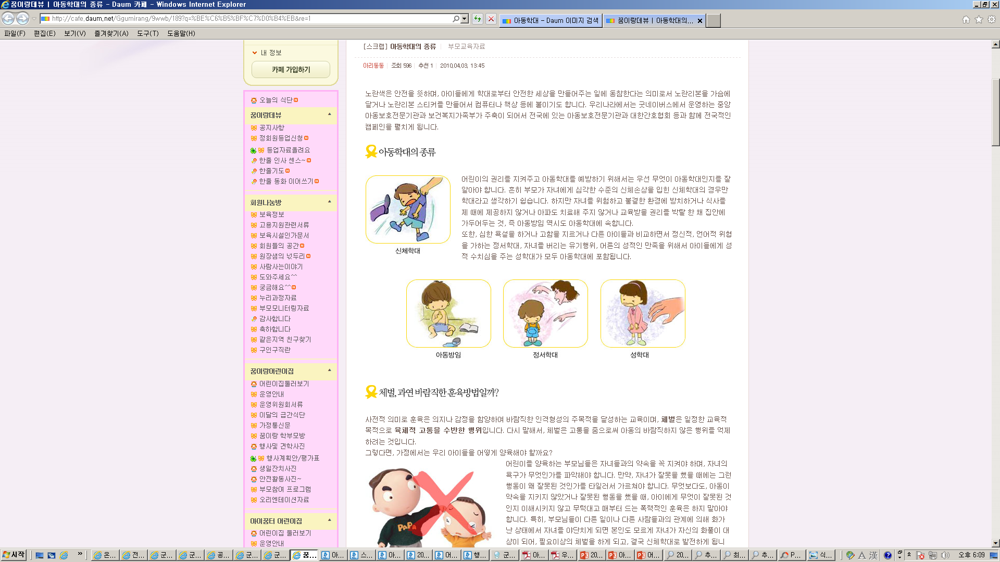 꿈이랑데뷰 | 아동학대의 종류 - Daum 카페 - Windows Internet Explorer
http://cafe.daum.net/Ggumirang/9wwb/189?q=%BE%C6%B5%BF%C7%D0%B4%EB&re=1
아동학대 - Daum 이미지 검색
꿈이랑데뷰 | 아동학대의...
파일(F) 편집(E) 보기(V) 즐겨찾기(A) 도구(T) 도움말(H)
내 정보
카페 가입하기
오늘의 식단
꿈이랑데뷰
공지사항
정회원등업신청
등업자료올려요
한줄 인사 센스~
한줄기도
한줄 동화 이어쓰기
회원나눔방
보육정보
고용지원관련서류
보육시설인가문서
회원들의 공간
원장샘의 넋두리
사람사는이야기
도와주세요^^
궁금해요^^
누리과정자료
부모모니터링자료
감사합니다
축하합니다
같은지역 친구찾기
구인구직란
꿈이랑어린이집
어린이집둘러보기
운영안내
운영위원회서류
이달의 급간식단
가정통신문
꿈이랑 학부모방
행사및 견학사진
행사계획안/평가표
생일잔치사진
안전활동사진~
부모참여 프로그램
오리엔테이션자료
아이꿈터 어린이집
어린이집 둘러보기
운영안내
[스크랩] 아동학대의 종류 부모교육자료
아리동동 조회 596 추천 1 2010.04.03. 13:45
노란색은 안전을 뜻하며, 아이들에게 학대로부터 안전한 세상을 만들어주는 일에 동참한다는 의미로서 노란리본을 가슴에
달거나 노란리본 스티커를 만들어서 컴퓨터나 책상 등에 붙이기도 합니다. 우리나라에서는 굿네이버스에서 운영하는 중앙
아동보호전문기관과 보건복지가족부가 주축이 되어서 전국에 있는 아동보호전문기관과 대한간호협회 등과 함께 전국적인
캠페인을 펼치게 됩니다.
아동학대의 종류
어린이의 권리를 지켜주고 아동학대를 예방하기 위해서는 우선 무엇이 아동학대인지를 잘
알아야 합니다. 흔히 부모가 자녀에게 심각한 수준의 신체손상을 입힌 신체학대의 경우만
학대라고 생각하기 쉽습니다. 하지만 자녀를 위험하고 불결한 환경에 방치하거나 식사를
제 때에 제공하지 않거나 아파도 치료해 주지 않거나 교육받을 권리를 박탈 한 채 집안에
가두어두는 것, 즉 아동방임 역시도 아동학대에 속합니다.
또한, 심한 욕설을 하거나 고함을 지르거나 다른 아이들과 비교하면서 정신적, 언어적 위협
을 가하는 정서학대, 자녀를 버리는 유기행위, 어른의 성적인 만족을 위해서 아이들에게 성
적 수치심을 주는 성학대가 모두 아동학대에 포함됩니다.
신체학대
아동방임
정서학대
성학대
체벌, 과연 바람직한 훈육방법일까?
사전적 의미로 훈육은 의지나 감정을 함양하여 바람직한 인격형성의 주목적을 달성하는 교육이며, 체벌은 일정한 교육적
목적으로 육체적 고통을 수반한 행위입니다. 다시 말해서, 체벌은 고통을 줌으로써 아동의 바람직하지 않은 행위를 억제
하려는 것입니다.
그렇다면, 가정에서는 우리 아이들을 어떻게 양육해야 할까요?
어린이를 양육하는 부모님들은 자녀들과의 약속을 꼭 지켜야 하며, 자녀의
욕구가 무엇인가를 파악해야 합니다. 만약, 자녀가 잘못을 했을 때에는 그런
행동이 왜 잘못된 것인가를 타일러서 가르쳐야 합니다. 무엇보다도, 아동이
약속을 지키지 않았거나 잘못된 행동을 했을 때, 아이에게 무엇이 잘못된 것
인지 이해시키지 않고 무턱대고 매부터 드는 폭력적인 훈육은 하지 말아야
합니다. 특히, 부모님들이 다른 일이나 다른 사람들과의 관계에 의해 화가
난 상태에서 자녀를 야단치게 되면 본인도 모르게 자녀가 자신의 화풀이 대
상이 되어, 필요이상의 체벌을 하게 되고, 결국 신체학대로 발전하게 됩니
PAPA
시작 온... 전... 군... 군... 공... 군... 군... 꿈... 아... 스... 아... 20... 어... 행... 군... 아... 우... 20... 아... 어... 20... 추... 최... 추... P... 식... A 漢 오후 6:09